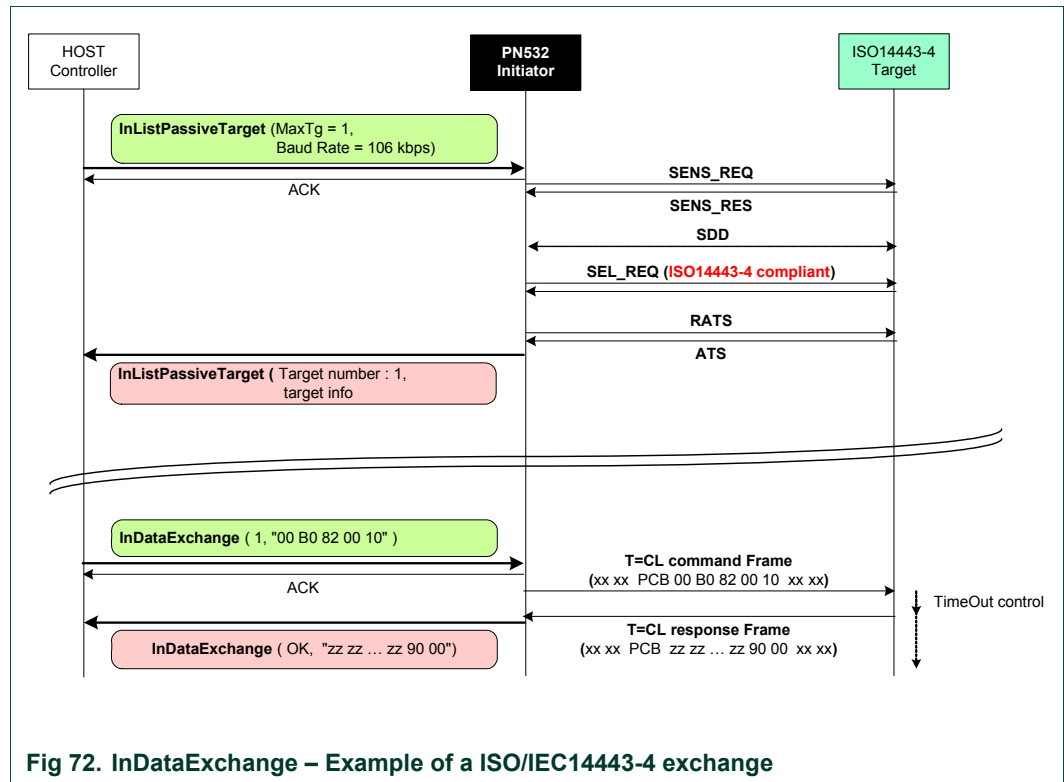 HOST
Controller
PN532
Initiator
ISO14443-4
Target
InListPassiveTarget (MaxTg = 1,
Baud Rate = 106 kbps)
ACK
SENS_REQ
SENS_RES
SDD
SEL_REQ (ISO14443-4 compliant)
RATS
ATS
InListPassiveTarget ( Target number : 1,
target info
InDataExchange ( 1, "00 B0 82 00 10" )
ACK
T=CL command Frame
(xx xx PCB 00 B0 82 00 10 xx xx)
TimeOut control
InDataExchange ( OK, "zz zz … zz 90 00")
T=CL response Frame
(xx xx PCB zz zz … zz 90 00 xx xx)
Fig 72. InDataExchange – Example of a ISO/IEC14443-4 exchange